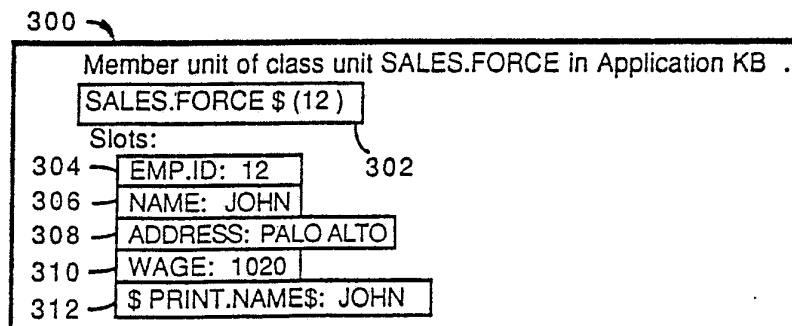 300
Member unit of class unit SALES.FORCE in Application KB .
SALES.FORCE $ (12 )
Slots:
302
304 EMP.ID: 12
306 NAME: JOHN
308 ADDRESS: PALO ALTO
310 WAGE: 1020
312 $ PRINT.NAME$: JOHN